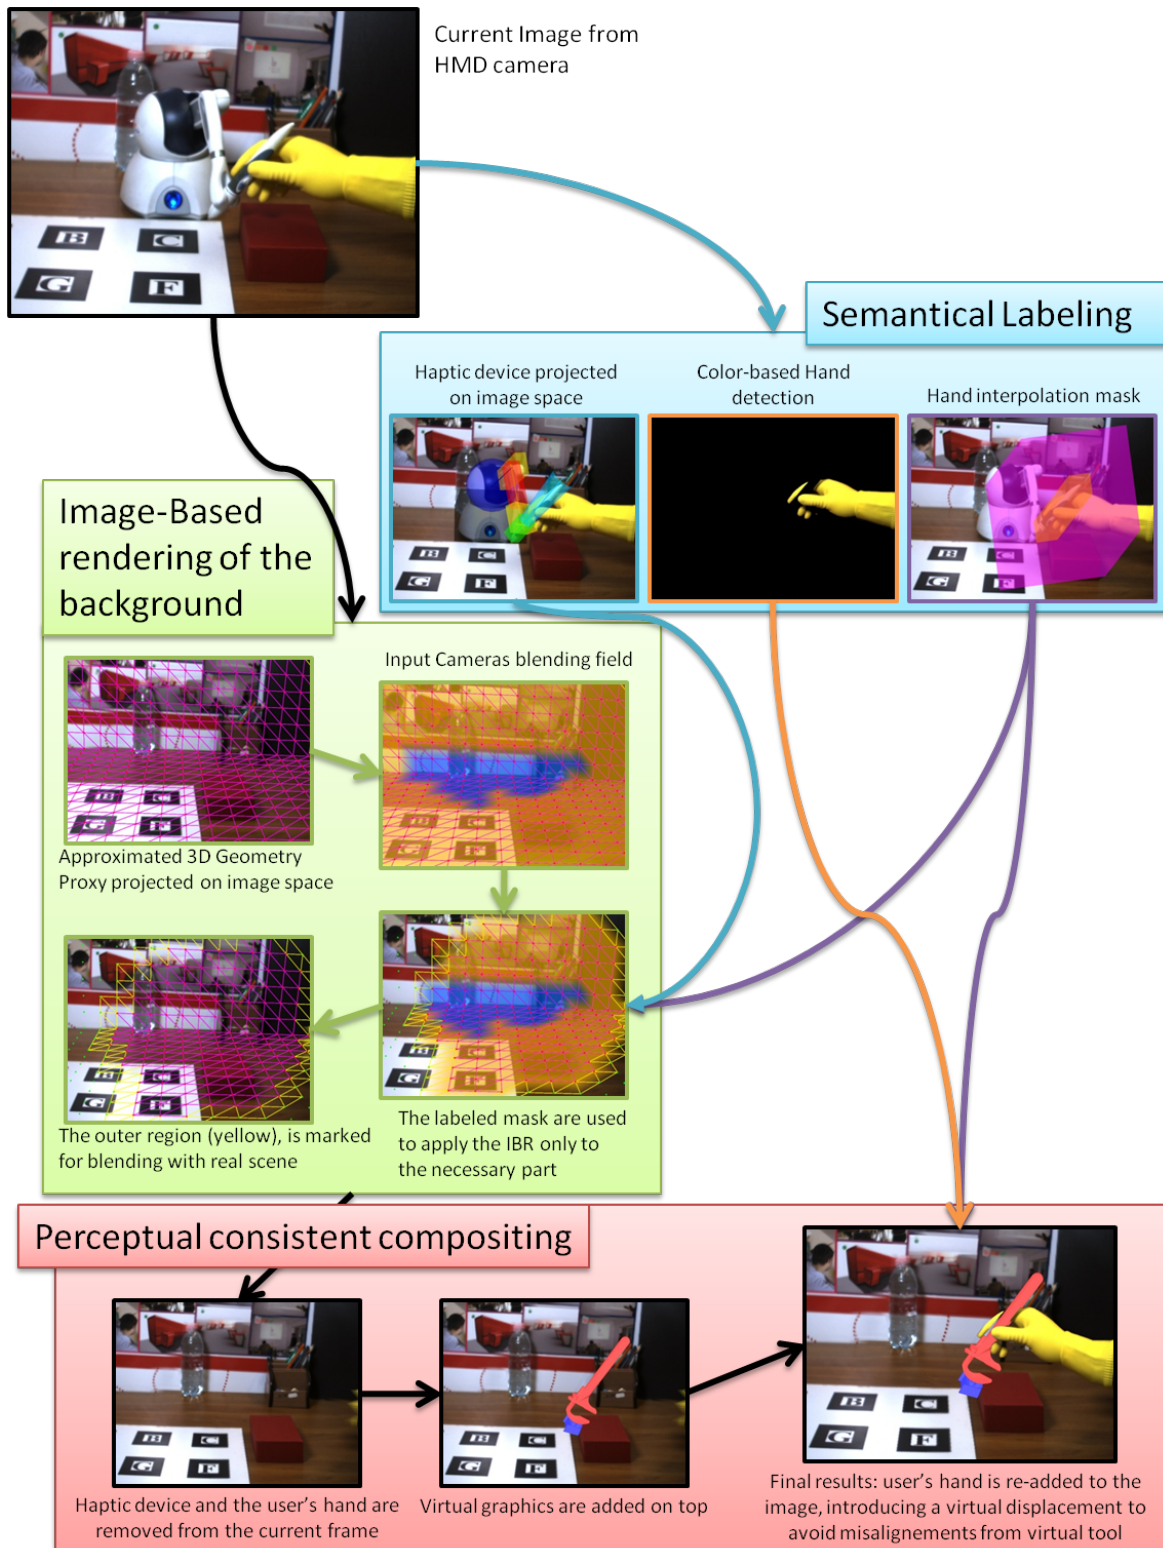 Current Image from
HMD camera
B
C
G
F
Semantical Labeling
Haptic device projected
on image space
Color-based Hand
detection
Hand interpolation mask
B
C
G
F
B
C
G
F
Image-Based
rendering of the
background
Input Cameras blending field
B
C
G
F
B
C
G
F
Approximated 3D Geometry
Proxy projected on image space
B
C
G
F
B
C
G
F
The outer region (yellow), is marked
for blending with real scene
The labeled mask are used
to apply the IBR only to
the necessary part
Perceptual consistent compositing
B
C
G
F
B
C
G
F
B
C
G
F
Haptic device and the user's hand are
removed from the current frame
Virtual graphics are added on top
Final results: user's hand is re-added to the
image, introducing a virtual displacement to
avoid misalignements from virtual tool